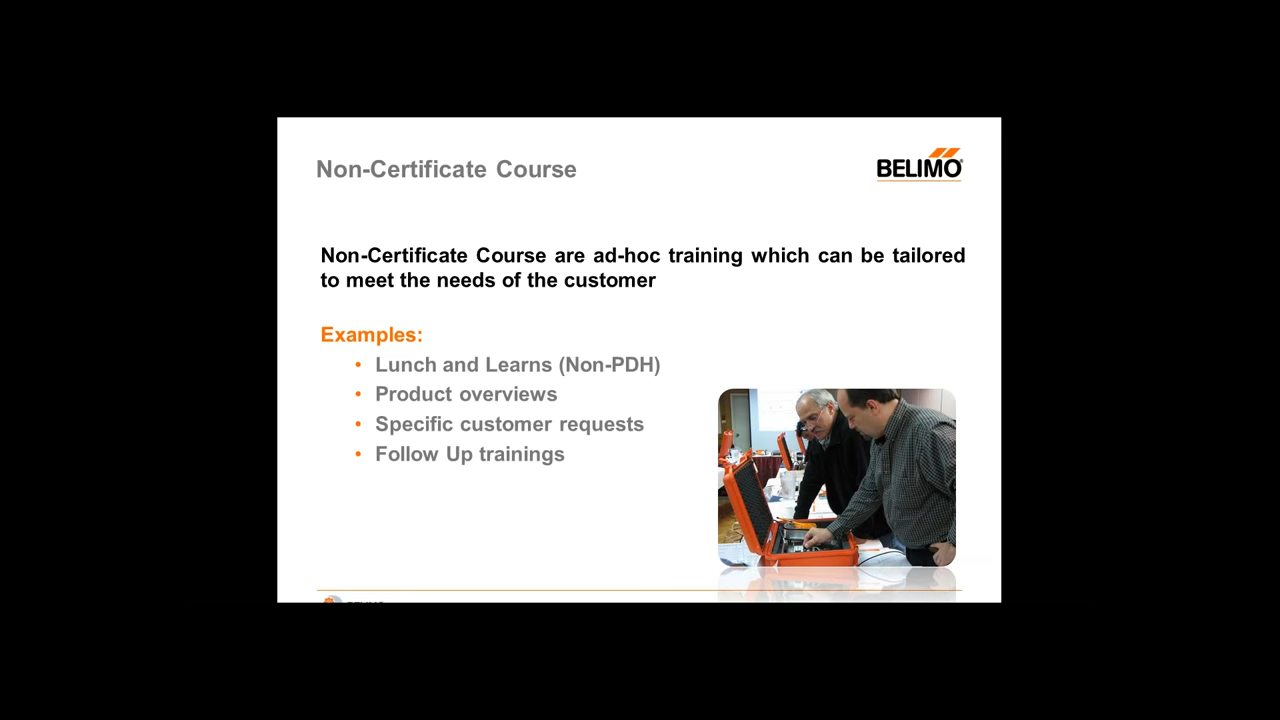 Non-Certificate Course
BELIMO
Non-Certificate Course are ad-hoc training which can be tailored
to meet the needs of the customer
Examples:
• Lunch and Learns (Non-PDH)
• Product overviews
• Specific customer requests
• Follow Up trainings